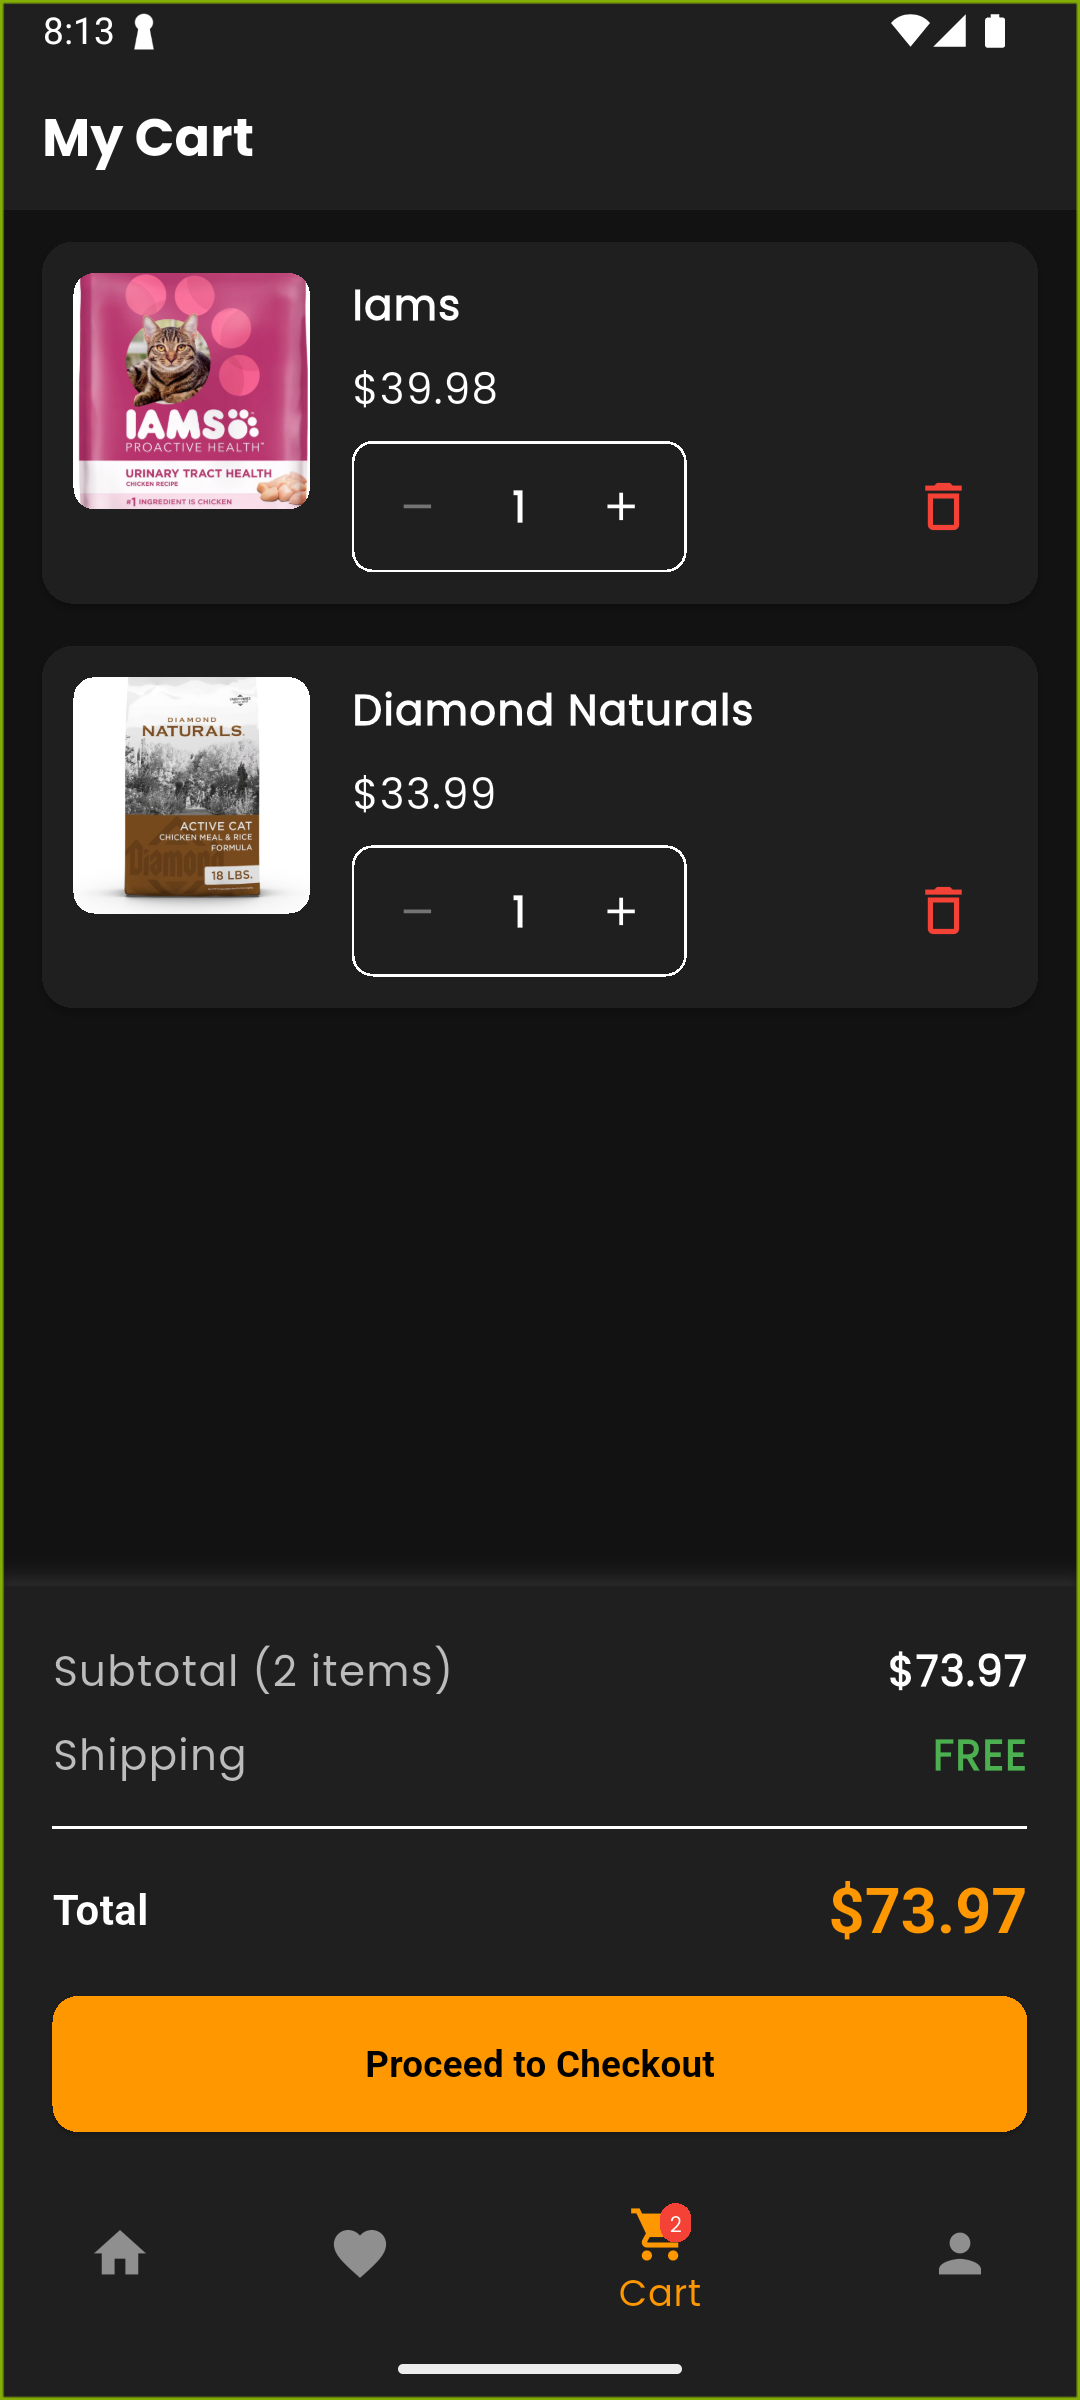 8:13
My Cart
IAMS
PROACTIVE HEALTH™
URINARY TRACT HEALTH
CHICKEN RECIPE
#1 INGREDIENT IS CHICKEN
Iams
$39.98
1
DIAMOND
NATURALS
ACTIVE CAT
CHICKEN MEAL & RICE
FORMULA
Diamond
18 LBS.
Diamond Naturals
$33.99
1
Subtotal (2 items) $73.97
Shipping FREE
Total $73.97
Proceed to Checkout
2
Cart